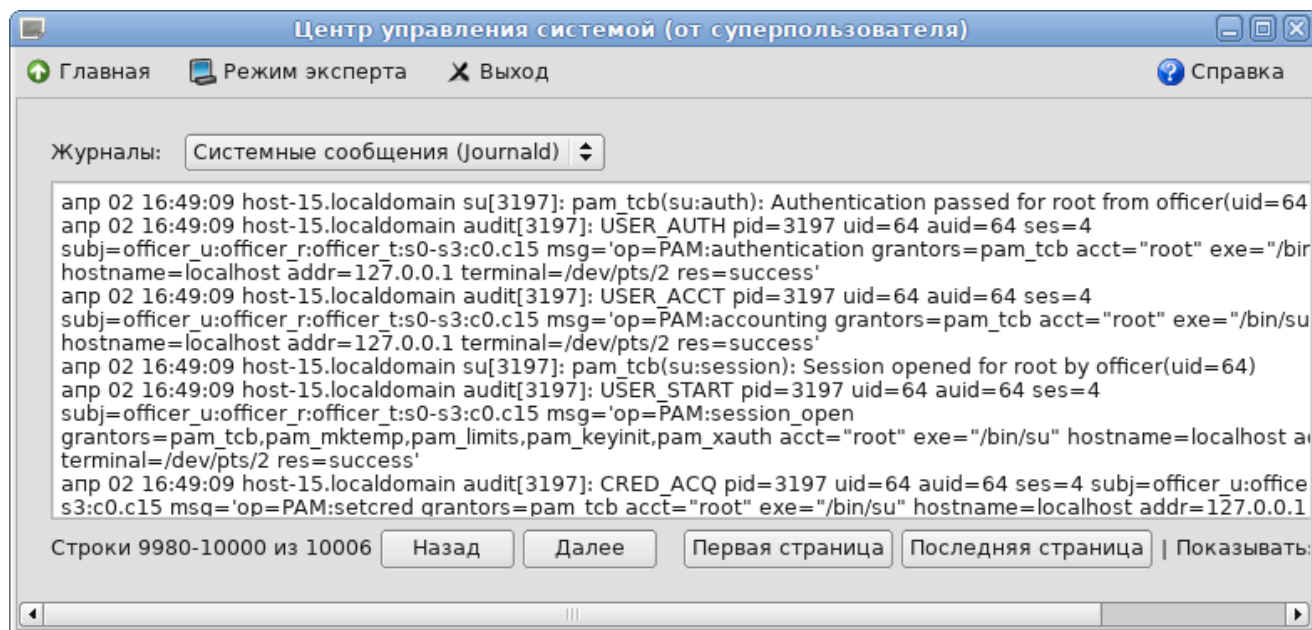 Центр управления системой (от суперпользователя)
Главная Режим эксперта Выход Справка
Журналы: Системные сообщения (Journald)
апр 02 16:49:09 host-15.localdomain su[3197]: pam_tcb(su:auth): Authentication passed for root from officer(uid=64
апр 02 16:49:09 host-15.localdomain audit[3197]: USER_AUTH pid=3197 uid=64 auid=64 ses=4
subj=officer_u:officer_r:officer_t:s0-s3:c0.c15 msg='op=PAM:authentication grantors=pam_tcb acct="root" exe="/bin
hostname=localhost addr=127.0.0.1 terminal=/dev/pts/2 res=success'
апр 02 16:49:09 host-15.localdomain audit[3197]: USER_ACCT pid=3197 uid=64 auid=64 ses=4
subj=officer_u:officer_r:officer_t:s0-s3:c0.c15 msg='op=PAM:accounting grantors=pam_tcb acct="root" exe="/bin/su
hostname=localhost addr=127.0.0.1 terminal=/dev/pts/2 res=success'
апр 02 16:49:09 host-15.localdomain su[3197]: pam_tcb(su:session): Session opened for root by officer(uid=64)
апр 02 16:49:09 host-15.localdomain audit[3197]: USER_START pid=3197 uid=64 auid=64 ses=4
subj=officer_u:officer_r:officer_t:s0-s3:c0.c15 msg='op=PAM:session_open
grantors=pam_tcb,pam_mktemp,pam_limits,pam_keyinit,pam_xauth acct="root" exe="/bin/su" hostname=localhost
terminal=/dev/pts/2 res=success'
апр 02 16:49:09 host-15.localdomain audit[3197]: CRED_ACQ pid=3197 uid=64 auid=64 ses=4 subj=officer_u:office
s3:c0.c15 msg='op=PAM:setcred grantors=pam_tcb acct="root" exe="/bin/su" hostname=localhost addr=127.0.0.1
Строки 9980-10000 из 10006 Назад Далее Первая страница Последняя страница | Показывать: